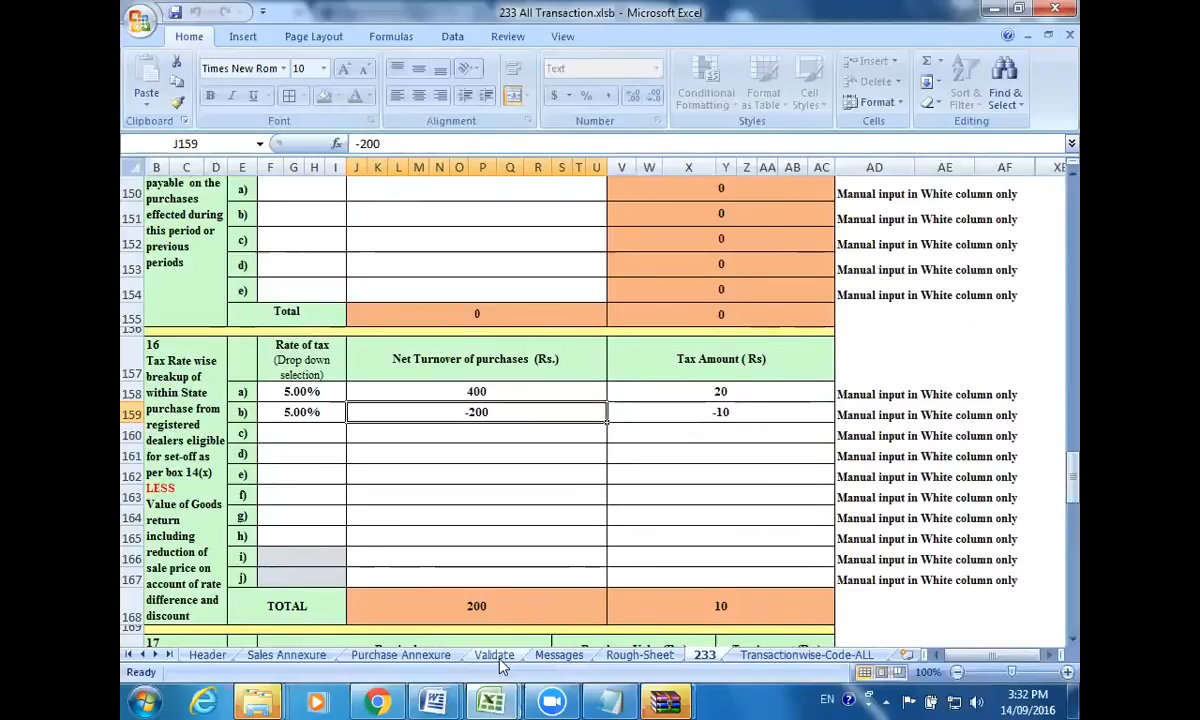 233 All Transaction.xlsb - Microsoft Excel
Home Insert Page Layout Formulas Data Review View
Paste Times New Rom 10 Text Conditional Formatting Format as Table Cell Styles Insert Delete Format Sort & Filter Find & Select
Clipboard Font Alignment Number Styles Cells Editing
J159 fx -200
B C D E F G H I J K L M N O P Q R S T U V W X Y Z AA AB AC AD AE AF
150 payable on the a) 0 Manual input in White column only
purchases
151 effected during b) 0 Manual input in White column only
this period or
152 previous c) 0 Manual input in White column only
periods
153 d) 0 Manual input in White column only
154 e) 0 Manual input in White column only
155 Total 0 0
156
16 Rate of tax
157 Tax Rate wise (Drop down selection) Net Turnover of purchases (Rs.) Tax Amount ( Rs)
breakup of
158 within State a) 5.00% 400 20 Manual input in White column only
159 purchase from b) 5.00% -200 -10 Manual input in White column only
registered
160 dealers eligible c) Manual input in White column only
161 for set-off as d) Manual input in White column only
162 per box 14(x) e) Manual input in White column only
LESS
163 Value of Goods f) Manual input in White column only
164 return g) Manual input in White column only
165 including h) Manual input in White column only
reduction of
166 sale price on i) Manual input in White column only
167 account of rate j) Manual input in White column only
difference and
168 discount TOTAL 200 10
169
17
Header Sales Annexure Purchase Annexure Validate Messages Rough-Sheet 233 Transactionwise-Code-ALL
Ready 100%
EN 3:32 PM
14/09/2016